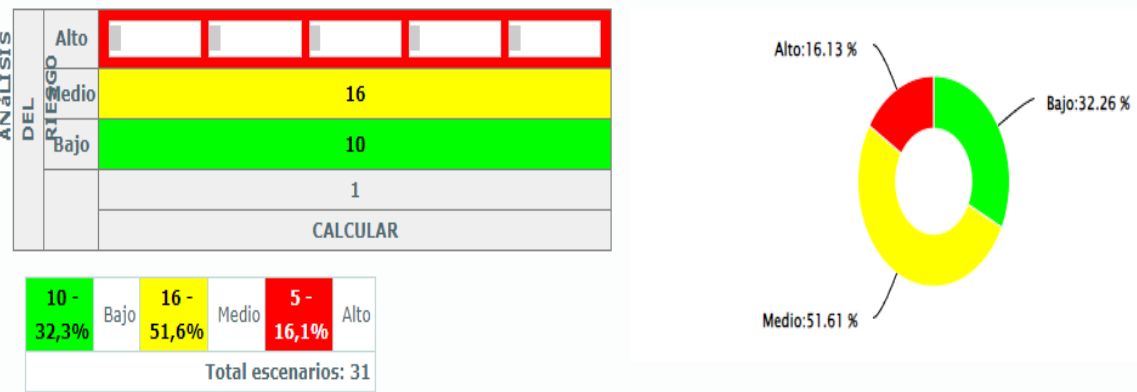 ANáLISIS
DEL
RIESGO
Alto
Medio
16
Bajo
10
1
CALCULAR
10 -
32,3%
Bajo
16 -
51,6%
Medio
5 -
16,1%
Alto
Total escenarios: 31
Alto:16.13 %
Bajo:32.26 %
Medio:51.61 %